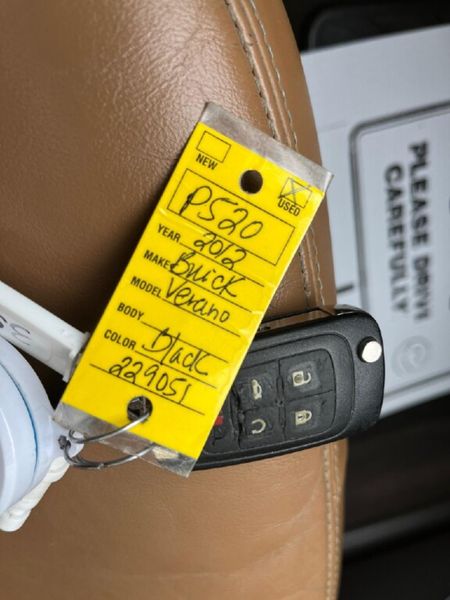 NEW
USED
P520
YEAR 2012
MAKE Buick
MODEL Verano
BODY
COLOR Black
229051
PLEASE DRIVE
CAREFULLY